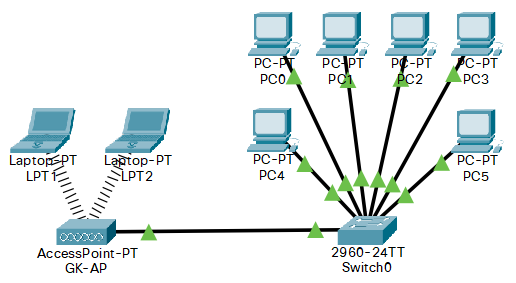 PC-PT
PC0
PC-PT
PC1
PC-PT
PC2
PC-PT
PC3
Laptop-PT
LPT1
Laptop-PT
LPT2
PC-PT
PC4
PC-PT
PC5
AccessPoint-PT
GK-AP
2960-24TT
Switch0